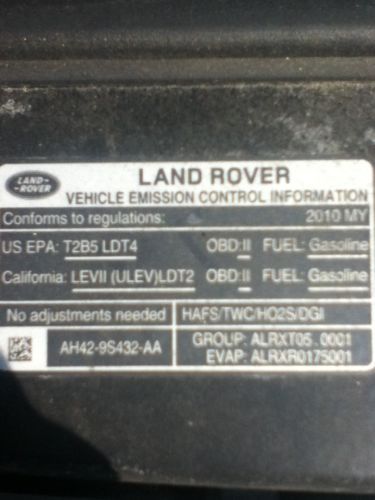 LAND-
-ROVER
LAND ROVER
VEHICLE EMISSION CONTROL INFORMATION
Conforms to regulations: 2010 MY
US EPA: T2B5 LDT4 OBD:II FUEL: Gasoline
California: LEVII (ULEV)LDT2 OBD:II FUEL: Gasoline
No adjustments needed HAFS/TWC/HO2S/DGI
AH42-9S432-AA GROUP: ALRXT05.0001
EVAP: ALRXR0175001